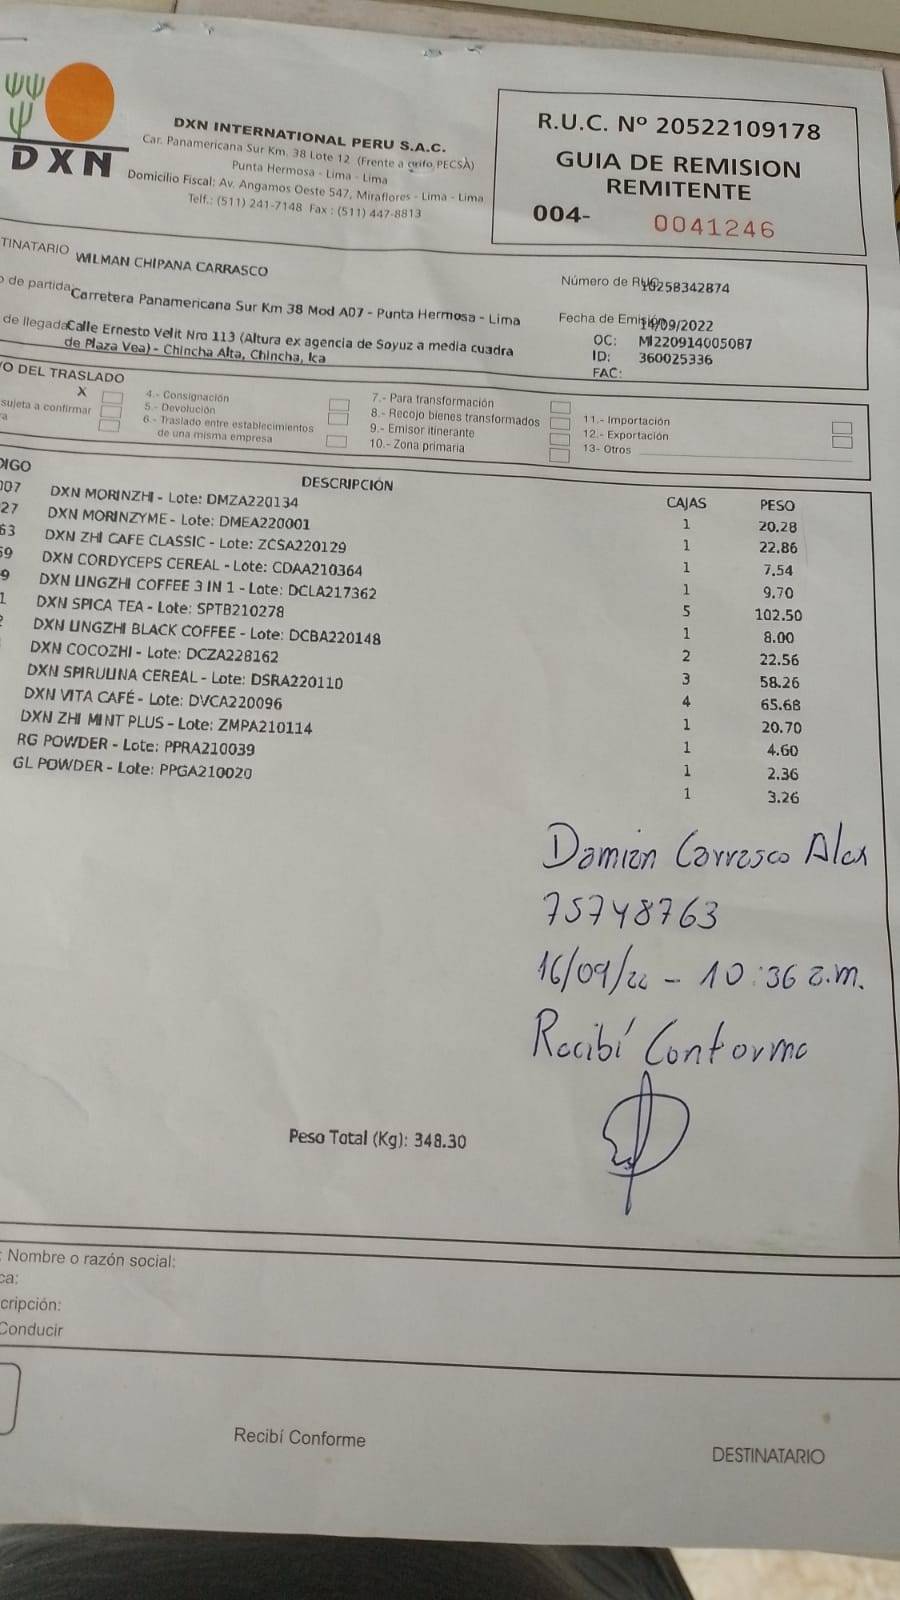 DXN
DXN INTERNATIONAL PERU S.A.C.
Car. Panamericana Sur Km. 38 Lote 12 (Frente a grifo PECSA)
Punta Hermosa - Lima - Lima
Domicilio Fiscal: Av. Angamos Oeste 547, Miraflores - Lima - Lima
Telf.: (511) 241-7148 Fax : (511) 447-8813
R.U.C. Nº 20522109178
GUIA DE REMISION
REMITENTE
004- 0041246
TINATARIO WILMAN CHIPANA CARRASCO
Número de RUC 10258342874
o de partida: Carretera Panamericana Sur Km 38 Mod A07 - Punta Hermosa - Lima
Fecha de Emisión 14/09/2022
de llegada Calle Ernesto Velit Nro 113 (Altura ex agencia de Soyuz a media cuadra
de Plaza Vea) - Chincha Alta, Chincha, Ica
OC: MI220914005087
ID: 360025336
FAC:
VO DEL TRASLADO
X
sujeta a confirmar
ra
4.- Consignación
5.- Devolución
6.- Traslado entre establecimientos
de una misma empresa
7.- Para transformación
8.- Recojo bienes transformados
9.- Emisor itinerante
10.- Zona primaria
11.- Importación
12.- Exportación
13- Otros
DIGO DESCRIPCIÓN CAJAS PESO
007 DXN MORINZHI - Lote: DMZA220134 1 20.28
27 DXN MORINZYME - Lote: DMEA220001 1 22.86
63 DXN ZHI CAFE CLASSIC - Lote: ZCSA220129 1 7.54
59 DXN CORDYCEPS CEREAL - Lote: CDAA210364 1 9.70
9 DXN LINGZHI COFFEE 3 IN 1 - Lote: DCLA217362 5 102.50
1 DXN SPICA TEA - Lote: SPTB210278 1 8.00
2 DXN LINGZHI BLACK COFFEE - Lote: DCBA220148 2 22.56
DXN COCOZHI - Lote: DCZA228162 3 58.26
DXN SPIRULINA CEREAL - Lote: DSRA220110 4 65.68
DXN VITA CAFÉ - Lote: DVCA220096 1 20.70
DXN ZHI MINT PLUS - Lote: ZMPA210114 1 4.60
RG POWDER - Lote: PPRA210039 1 2.36
GL POWDER - Lote: PPGA210020 1 3.26
Damian Carrasco Alex
75748763
16/09/22 - 10:36 a.m.
Recibí Conforme
Peso Total (Kg): 348.30
: Nombre o razón social:
ca:
cripción:
Conducir
Recibí Conforme
DESTINATARIO